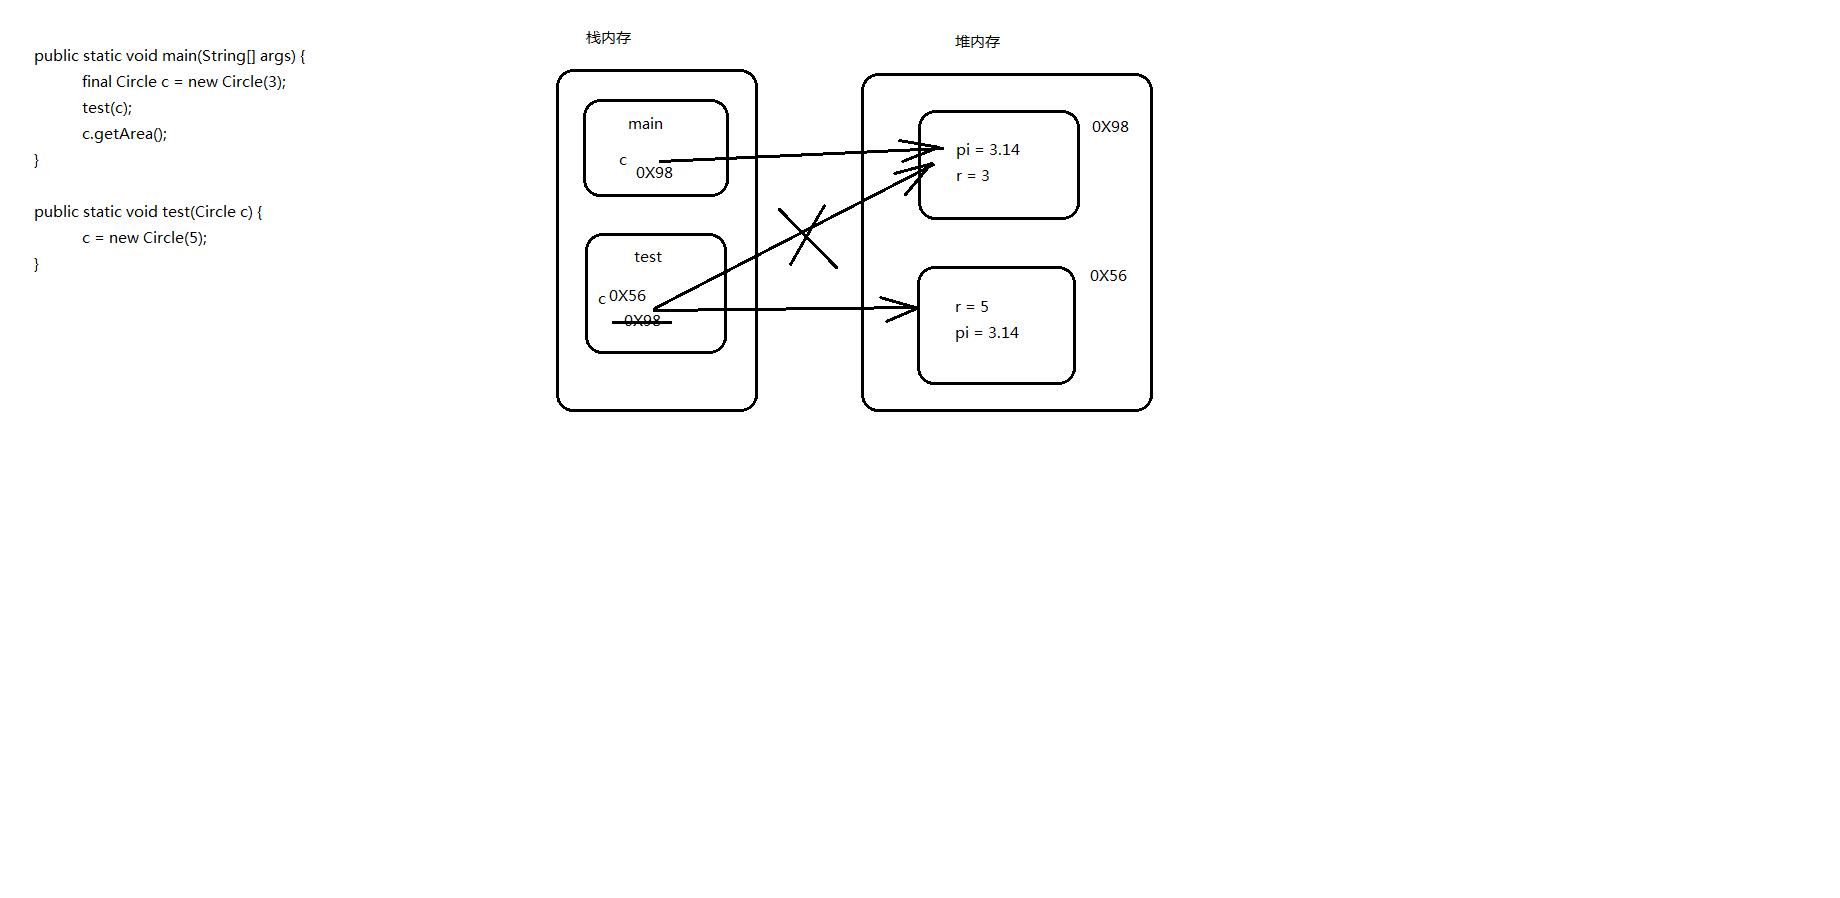 public static void main(String[] args) {
final Circle c = new Circle(3);
test(c);
c.getArea();
}
public static void test(Circle c) {
c = new Circle(5);
}
栈内存
main
c
0X98
test
c 0X56
0X98
堆内存
0X98
pi = 3.14
r = 3
0X56
r = 5
pi = 3.14